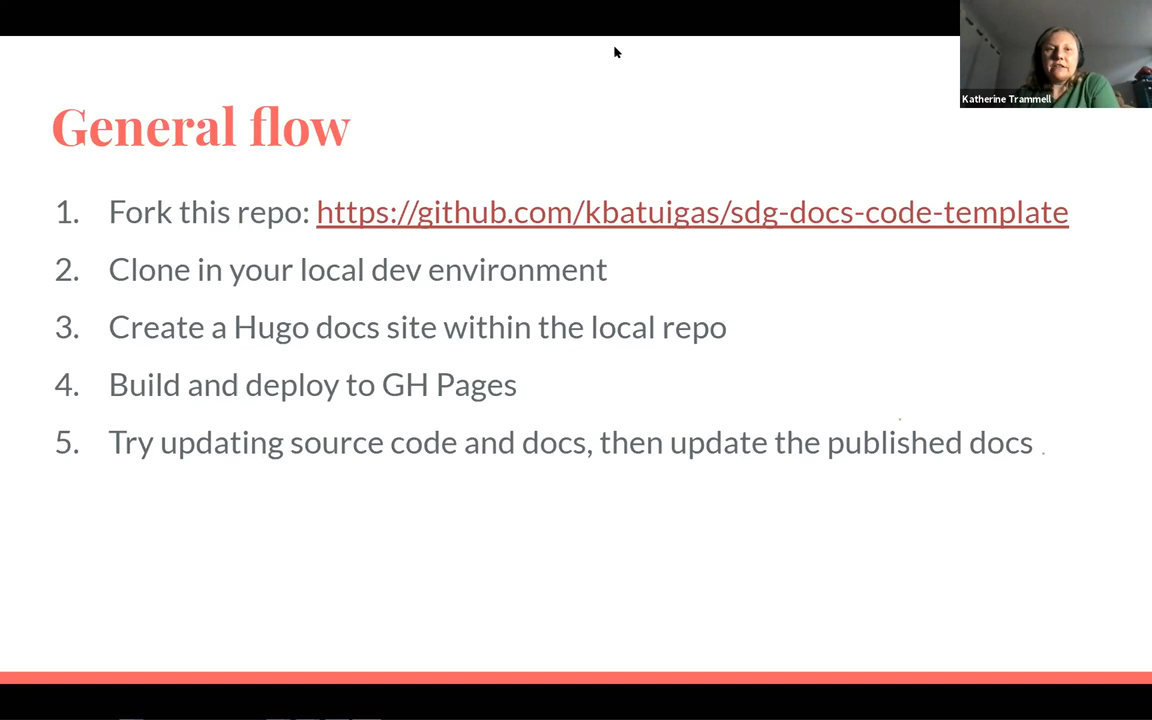 Katherine Trammell
General flow
1. Fork this repo: https://github.com/kbatuigas/sdg-docs-code-template
2. Clone in your local dev environment
3. Create a Hugo docs site within the local repo
4. Build and deploy to GH Pages
5. Try updating source code and docs, then update the published docs